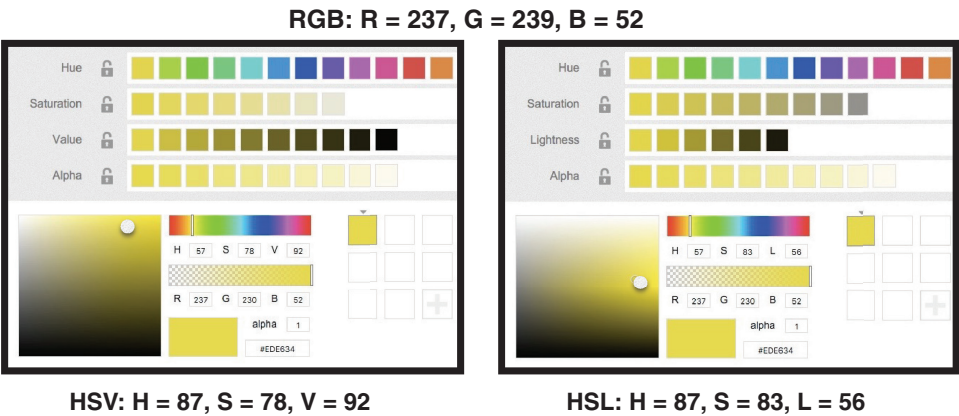 RGB: R = 237, G = 239, B = 52
Hue
Saturation
Value
Alpha
H 57 S 78 V 92
R 237 G 230 B 52
alpha 1
#EDE634
Hue
Saturation
Lightness
Alpha
H 57 S 83 L 56
R 237 G 230 B 52
alpha 1
#EDE634
HSV: H = 87, S = 78, V = 92
HSL: H = 87, S = 83, L = 56